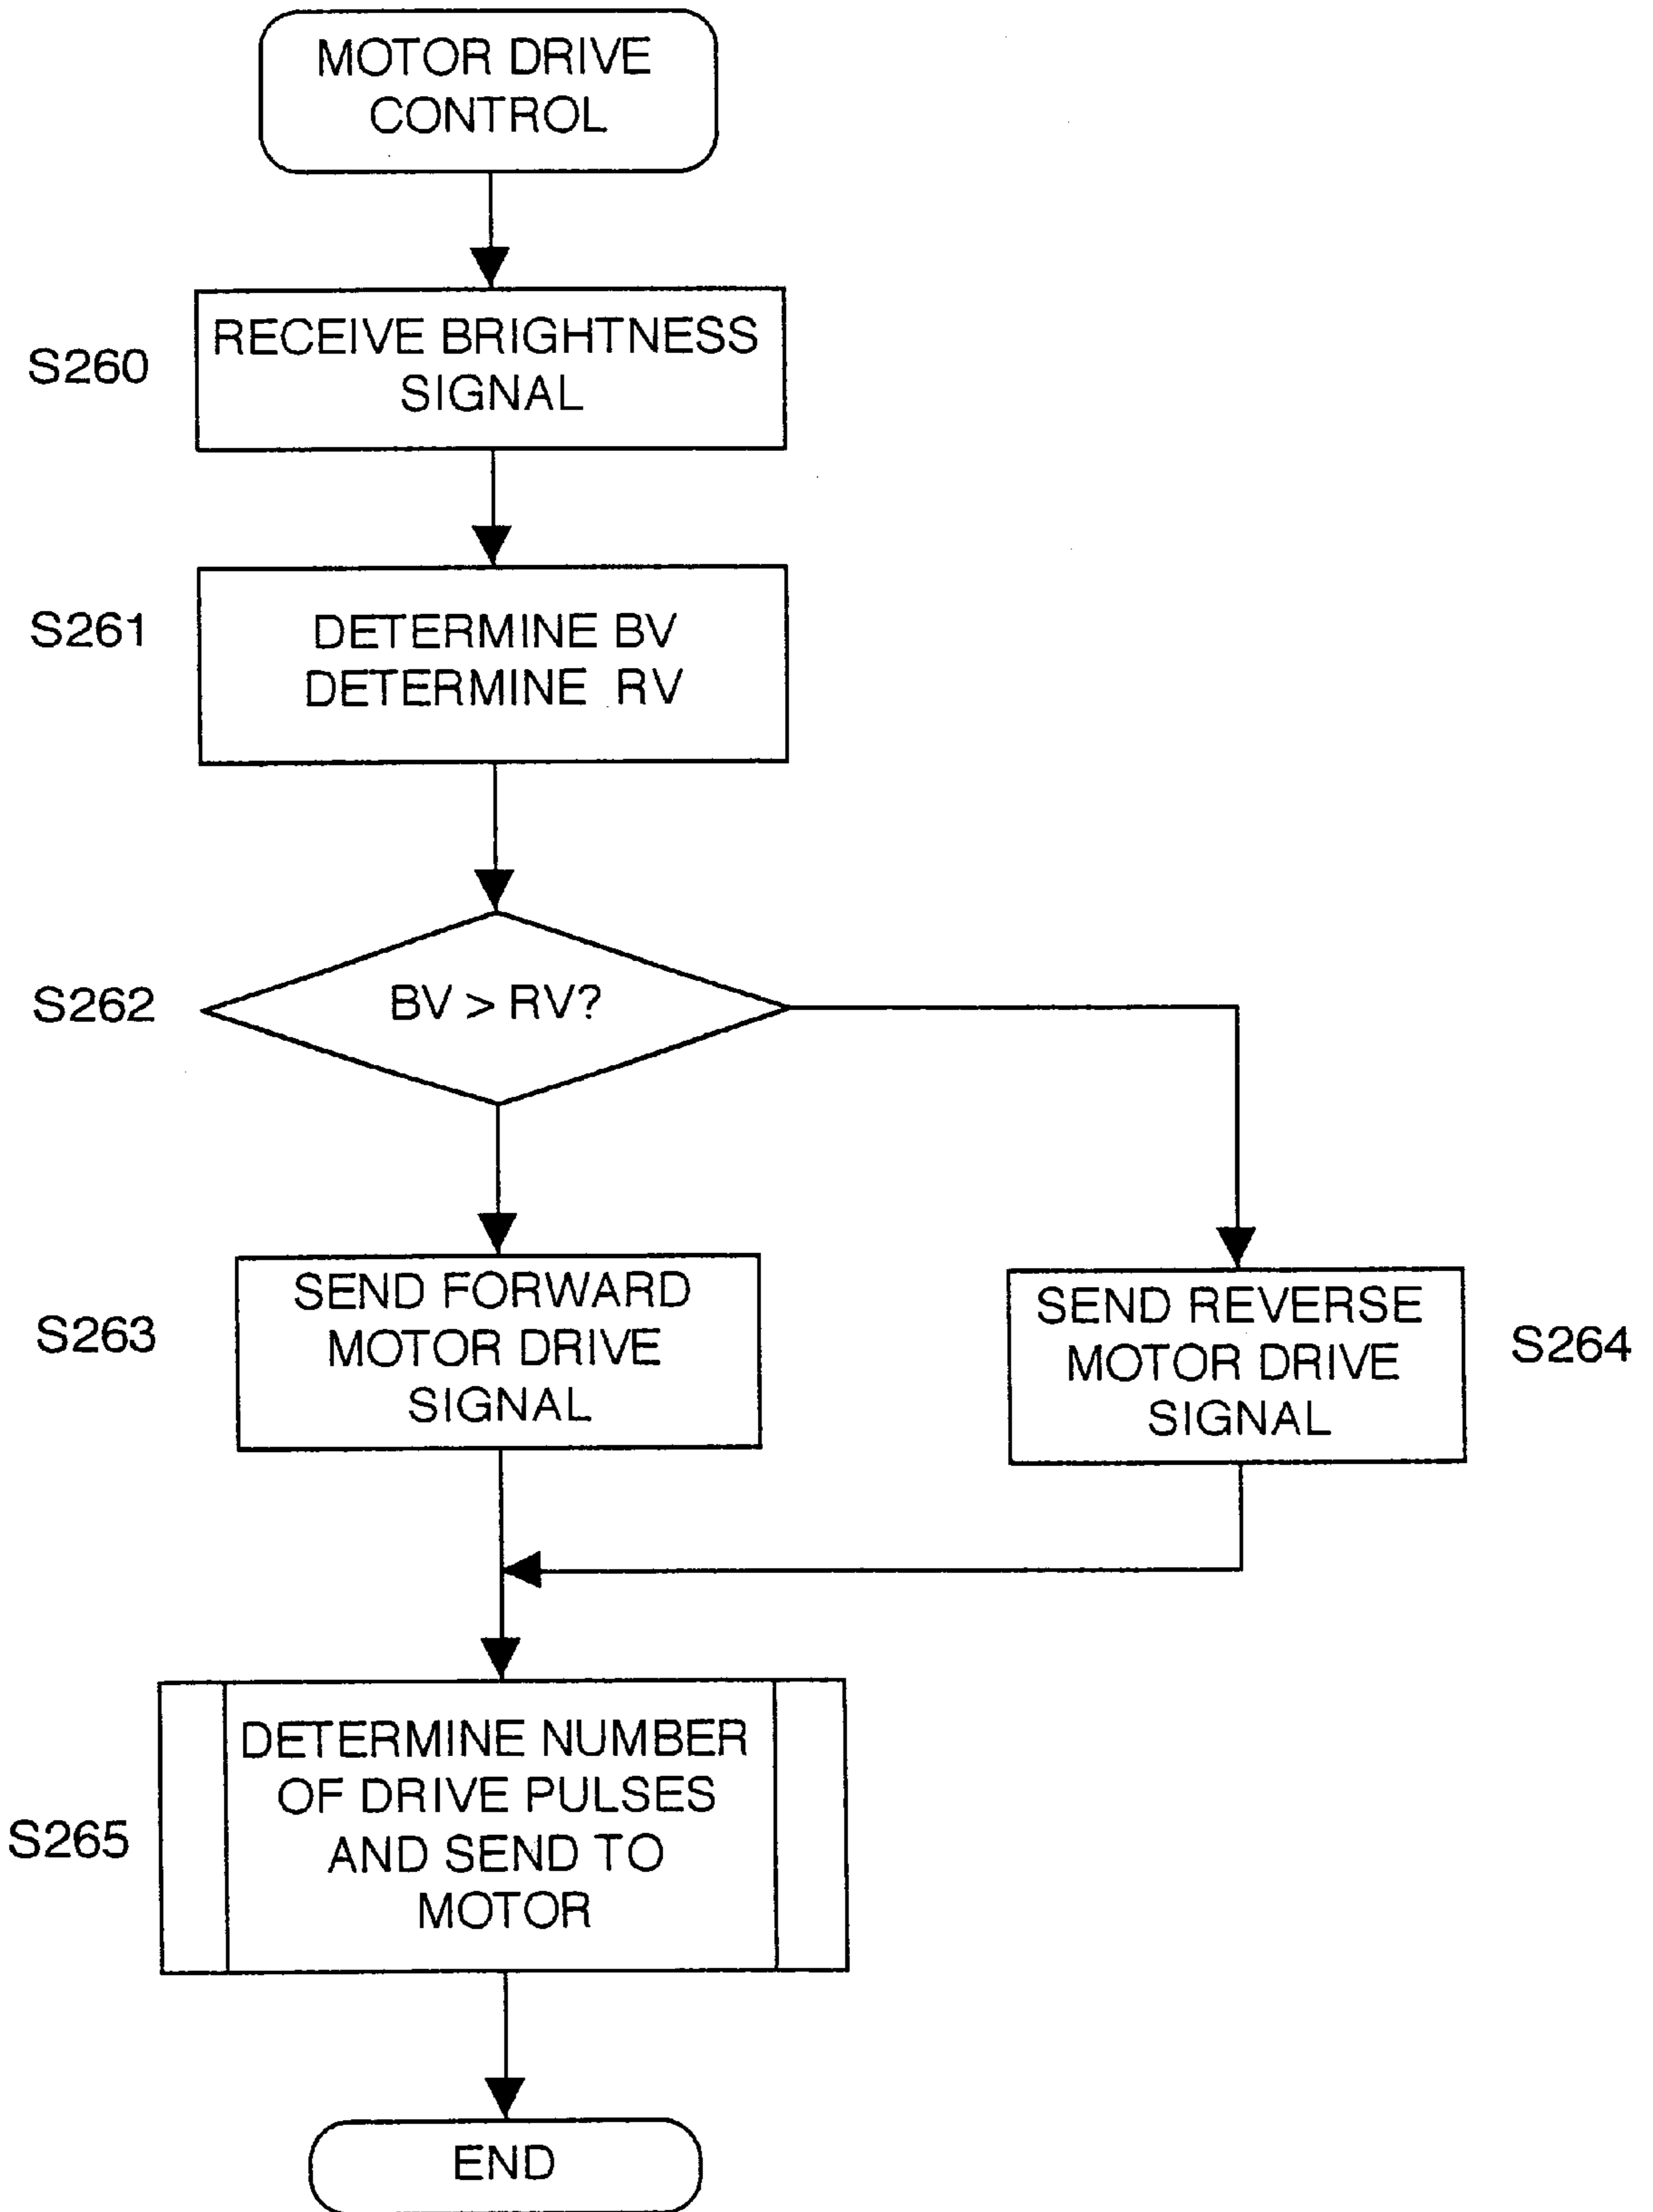 MOTOR DRIVE
CONTROL
S260
RECEIVE BRIGHTNESS
SIGNAL
S261
DETERMINE BV
DETERMINE RV
S262
BV > RV?
S263
SEND FORWARD
MOTOR DRIVE
SIGNAL
SEND REVERSE
MOTOR DRIVE
SIGNAL
S264
S265
DETERMINE NUMBER
OF DRIVE PULSES
AND SEND TO
MOTOR
END